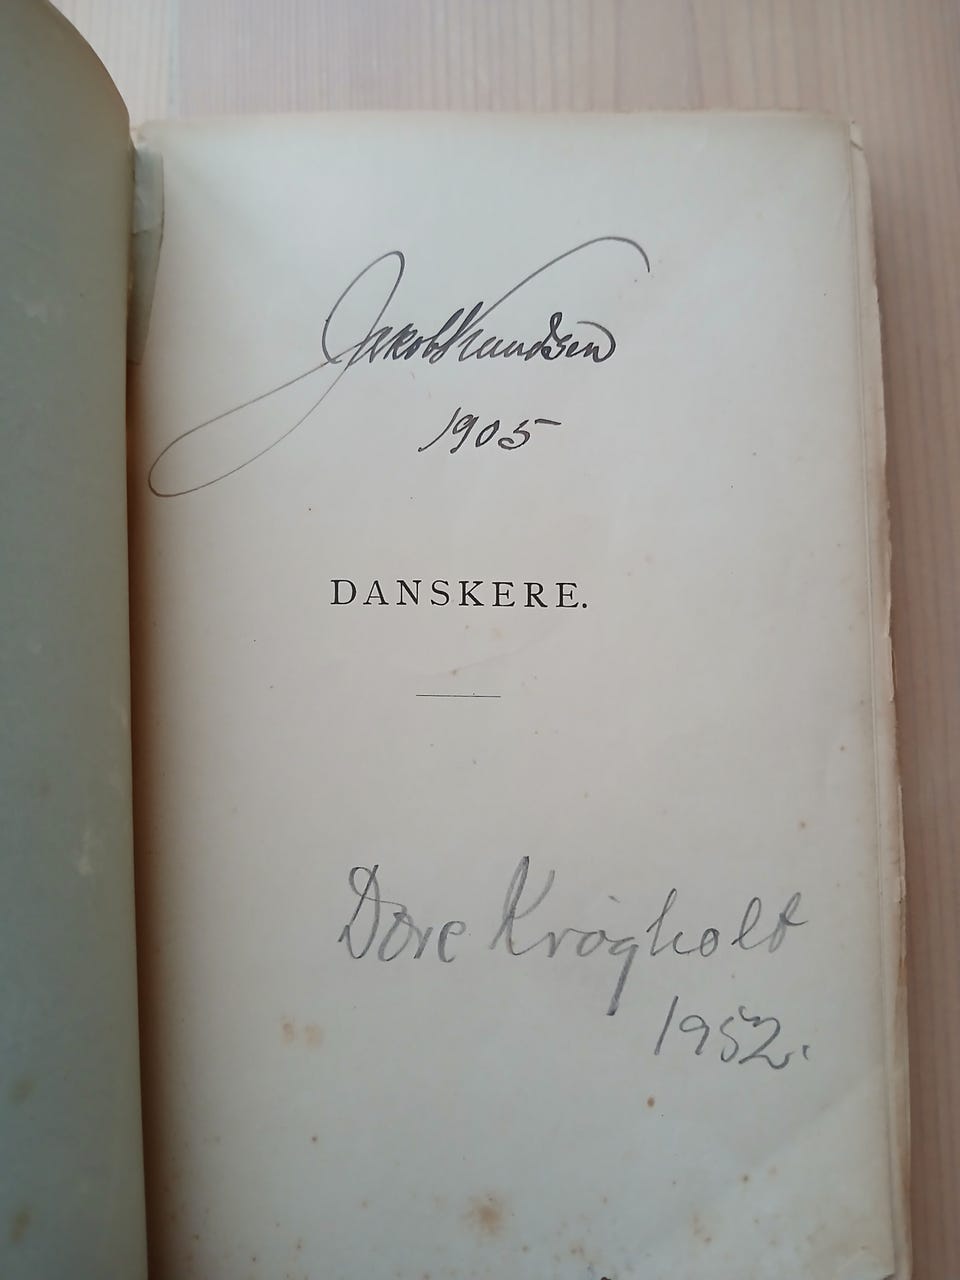 Jakob Knudsen
1905
DANSKERE.
Dore Krogholt
1952.